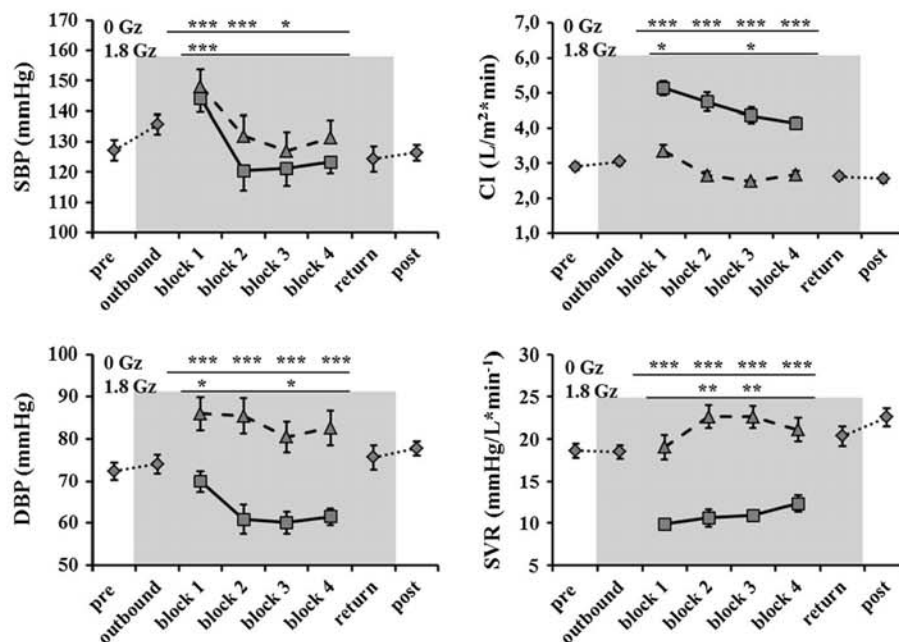 SBP (mmHg)
170
160
150
140
130
120
110
100
0 Gz
*** *** *
1.8 Gz
***
pre
outbound
block 1
block 2
block 3
block 4
return
post
CI (L/m²*min)
7,0
6,0
5,0
4,0
3,0
2,0
1,0
0 Gz
*** *** *** ***
1.8 Gz
* *
pre
outbound
block 1
block 2
block 3
block 4
return
post
DBP (mmHg)
100
90
80
70
60
50
0 Gz
*** *** *** ***
1.8 Gz
* *
pre
outbound
block 1
block 2
block 3
block 4
return
post
SVR (mmHg/L*min⁻¹)
30
25
20
15
10
5
0 Gz
*** *** *** ***
1.8 Gz
** **
pre
outbound
block 1
block 2
block 3
block 4
return
post